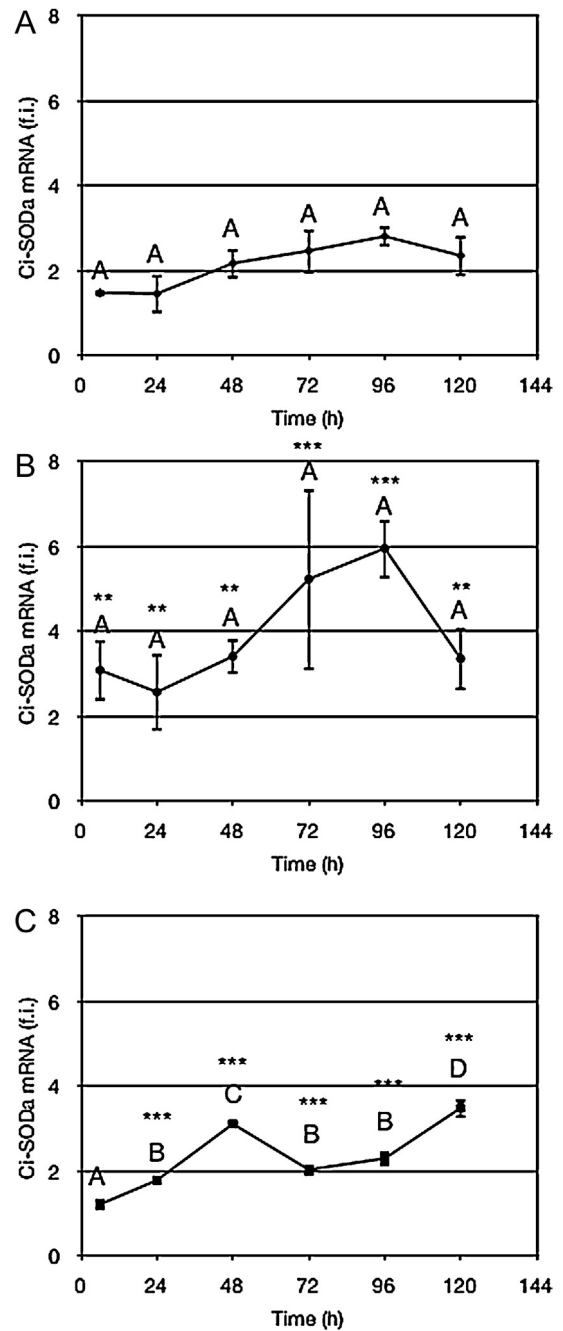 A
8
6
4
2
0
Ci-SODa mRNA (f.i.)
A A A A A A
0 24 48 72 96 120 144
Time (h)
B
8
6
4
2
0
Ci-SODa mRNA (f.i.)
** ** ** *** *** **
A A A A A A
0 24 48 72 96 120 144
Time (h)
C
8
6
4
2
0
Ci-SODa mRNA (f.i.)
*** *** *** *** ***
A B C B B D
0 24 48 72 96 120 144
Time (h)